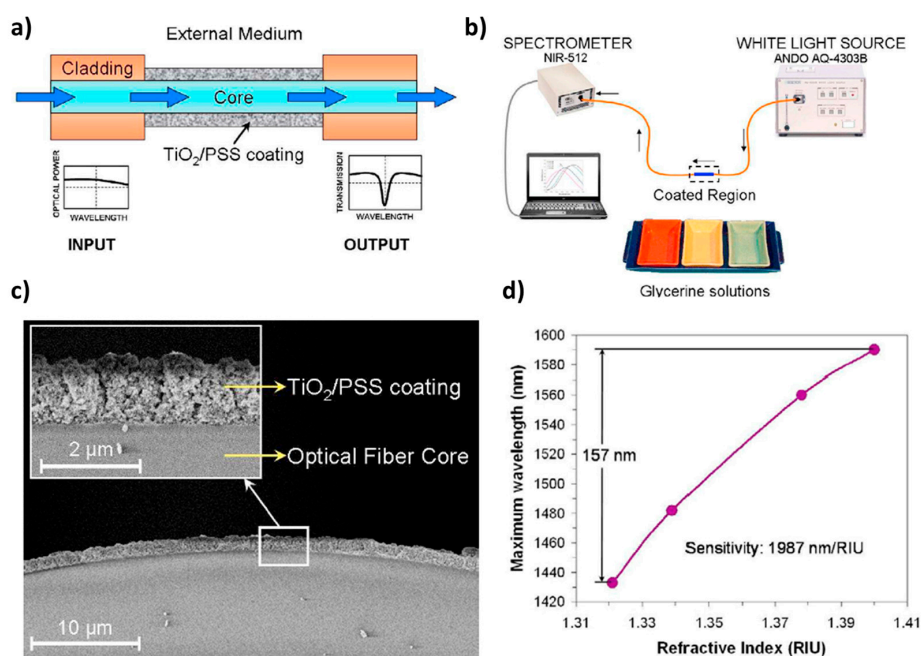 a)
External Medium
Cladding
Core
TiO₂/PSS coating
OPTICAL POWER
WAVELENGTH
INPUT
TRANSMISSION
WAVELENGTH
OUTPUT
b)
SPECTROMETER
NIR-512
WHITE LIGHT SOURCE
ANDO AQ-4303B
Coated Region
Glycerine solutions
c)
TiO₂/PSS coating
Optical Fiber Core
2 μm
10 μm
d)
Maximum wavelength (nm)
1600
1580
1560
1540
1520
1500
1480
1460
1440
1420
157 nm
Sensitivity: 1987 nm/RIU
1.31 1.33 1.35 1.37 1.39 1.41
Refractive Index (RIU)